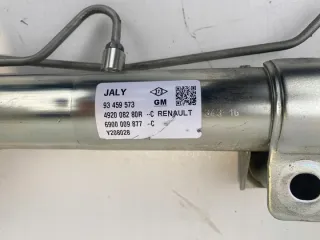 JALY
93 459 573 GM
4920 082 80R -C RENAULT
6900 009 877 -C
Y208028